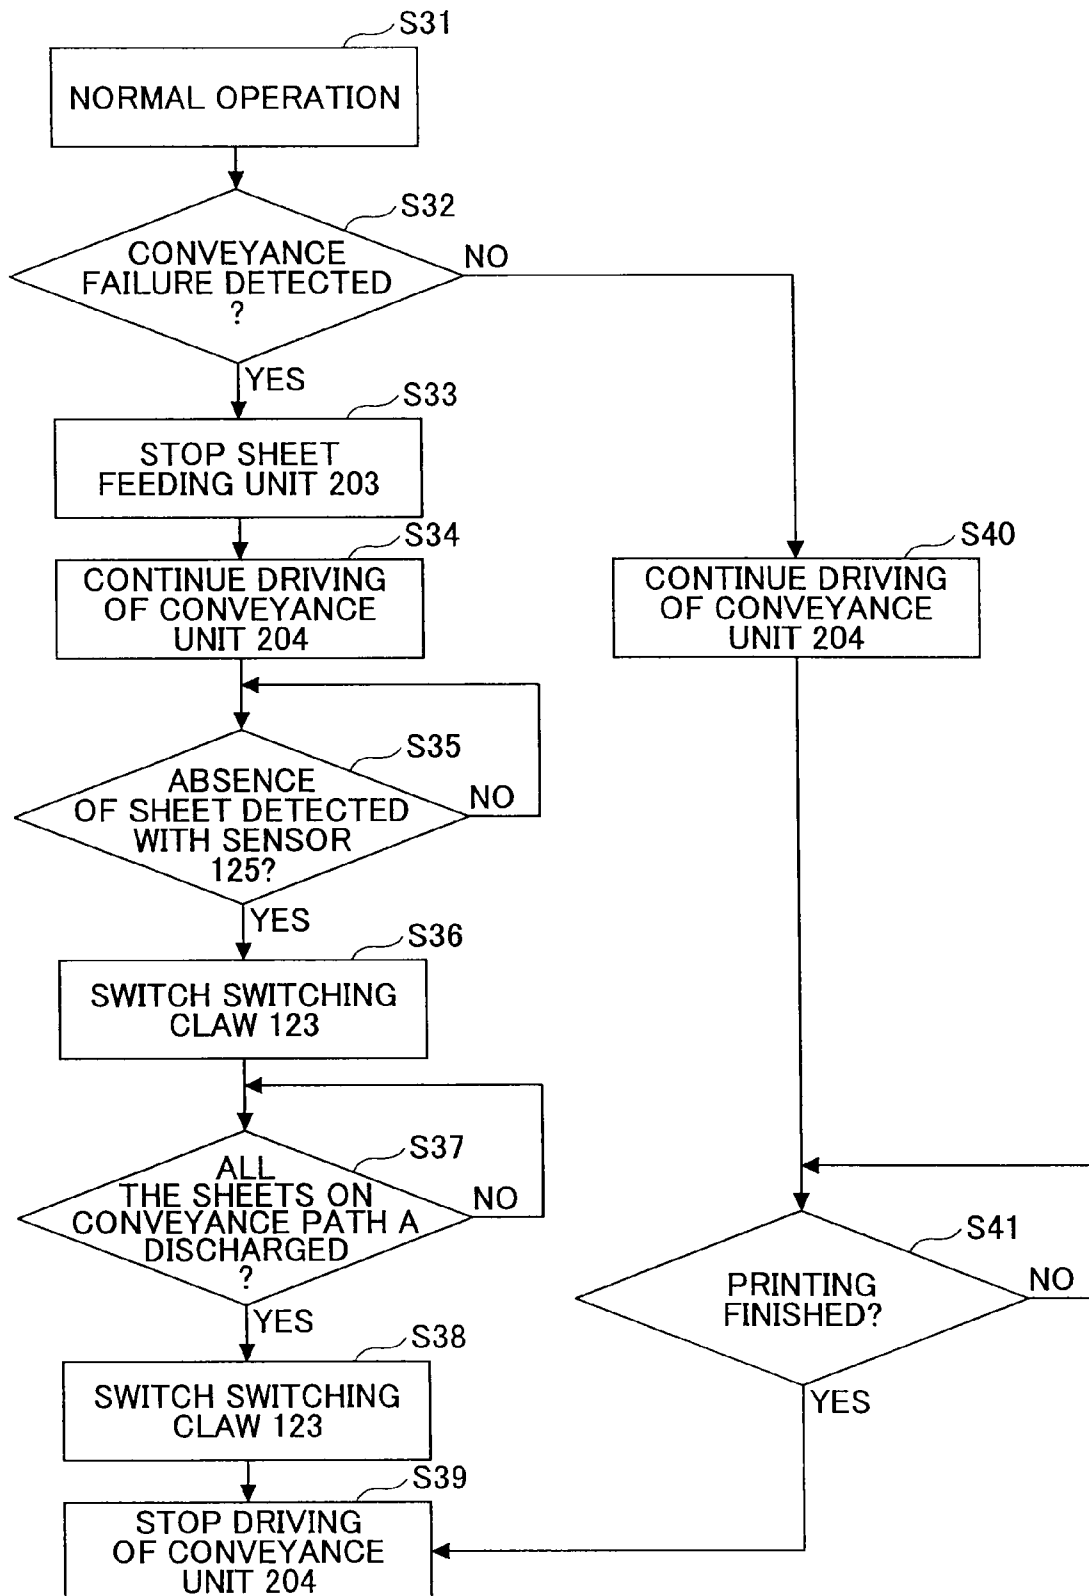 S31
NORMAL OPERATION
S32
CONVEYANCE
FAILURE DETECTED
?
NO
YES
S33
STOP SHEET
FEEDING UNIT 203
S34
CONTINUE DRIVING
OF CONVEYANCE
UNIT 204
S35
ABSENCE
OF SHEET DETECTED
WITH SENSOR
125?
NO
YES
S36
SWITCH SWITCHING
CLAW 123
S37
ALL
THE SHEETS ON
CONVEYANCE PATH A
DISCHARGED
?
NO
YES
S38
SWITCH SWITCHING
CLAW 123
S39
STOP DRIVING
OF CONVEYANCE
UNIT 204
S40
CONTINUE DRIVING
OF CONVEYANCE
UNIT 204
S41
PRINTING
FINISHED?
NO
YES